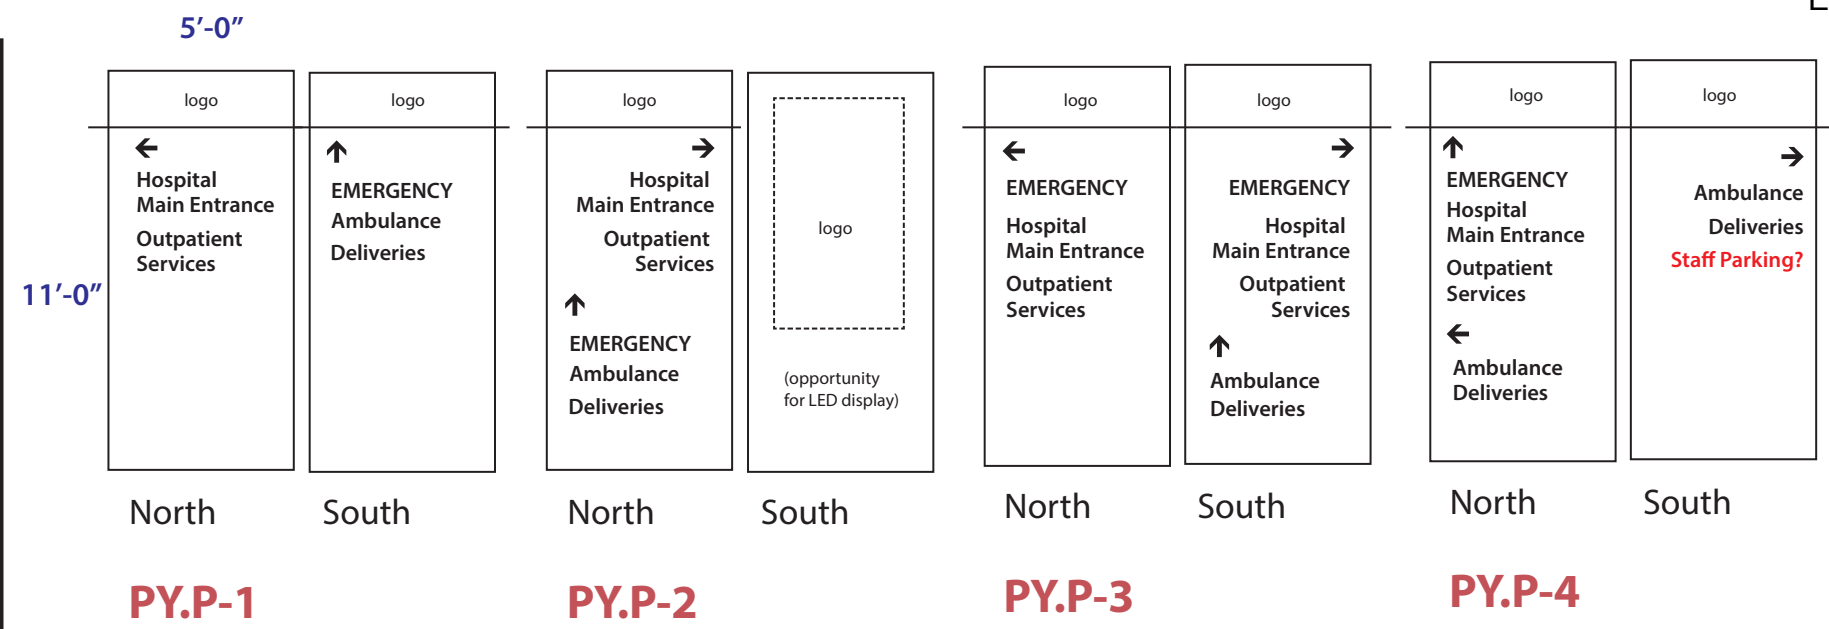 5’-0”
11’-0”
logo
←
Hospital
Main Entrance
Outpatient
Services
North
logo
↑
EMERGENCY
Ambulance
Deliveries
South
PY.P-1
logo
→
Hospital
Main Entrance
Outpatient
Services
↑
EMERGENCY
Ambulance
Deliveries
North
logo
(opportunity
for LED display)
South
PY.P-2
logo
←
EMERGENCY
Hospital
Main Entrance
Outpatient
Services
North
logo
→
EMERGENCY
Hospital
Main Entrance
Outpatient
Services
↑
Ambulance
Deliveries
South
PY.P-3
logo
↑
EMERGENCY
Hospital
Main Entrance
Outpatient
Services
←
Ambulance
Deliveries
North
logo
→
Ambulance
Deliveries
Staff Parking?
South
PY.P-4